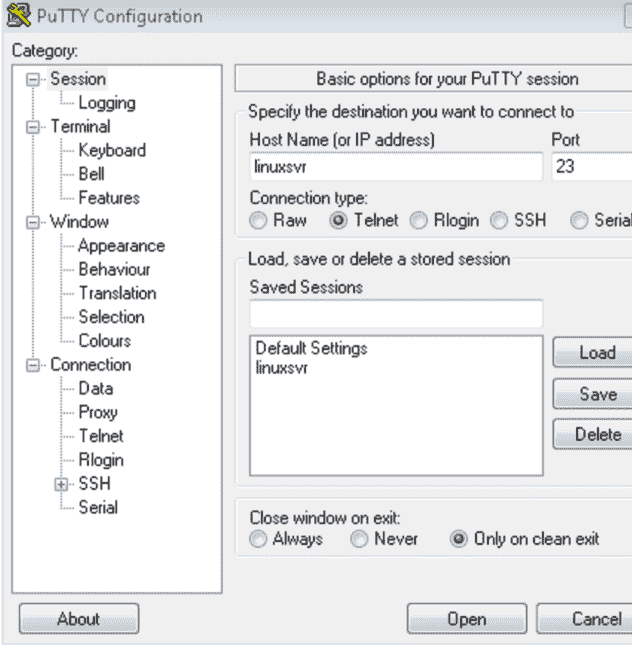 PuTTY Configuration
Category:
Session
Logging
Terminal
Keyboard
Bell
Features
Window
Appearance
Behaviour
Translation
Selection
Colours
Connection
Data
Proxy
Telnet
Rlogin
SSH
Serial
Basic options for your PuTTY session
Specify the destination you want to connect to
Host Name (or IP address) Port
linuxsvr 23
Connection type:
Raw Telnet Rlogin SSH Serial
Load, save or delete a stored session
Saved Sessions
Default Settings
linuxsvr
Load
Save
Delete
Close window on exit:
Always Never Only on clean exit
About Open Cancel